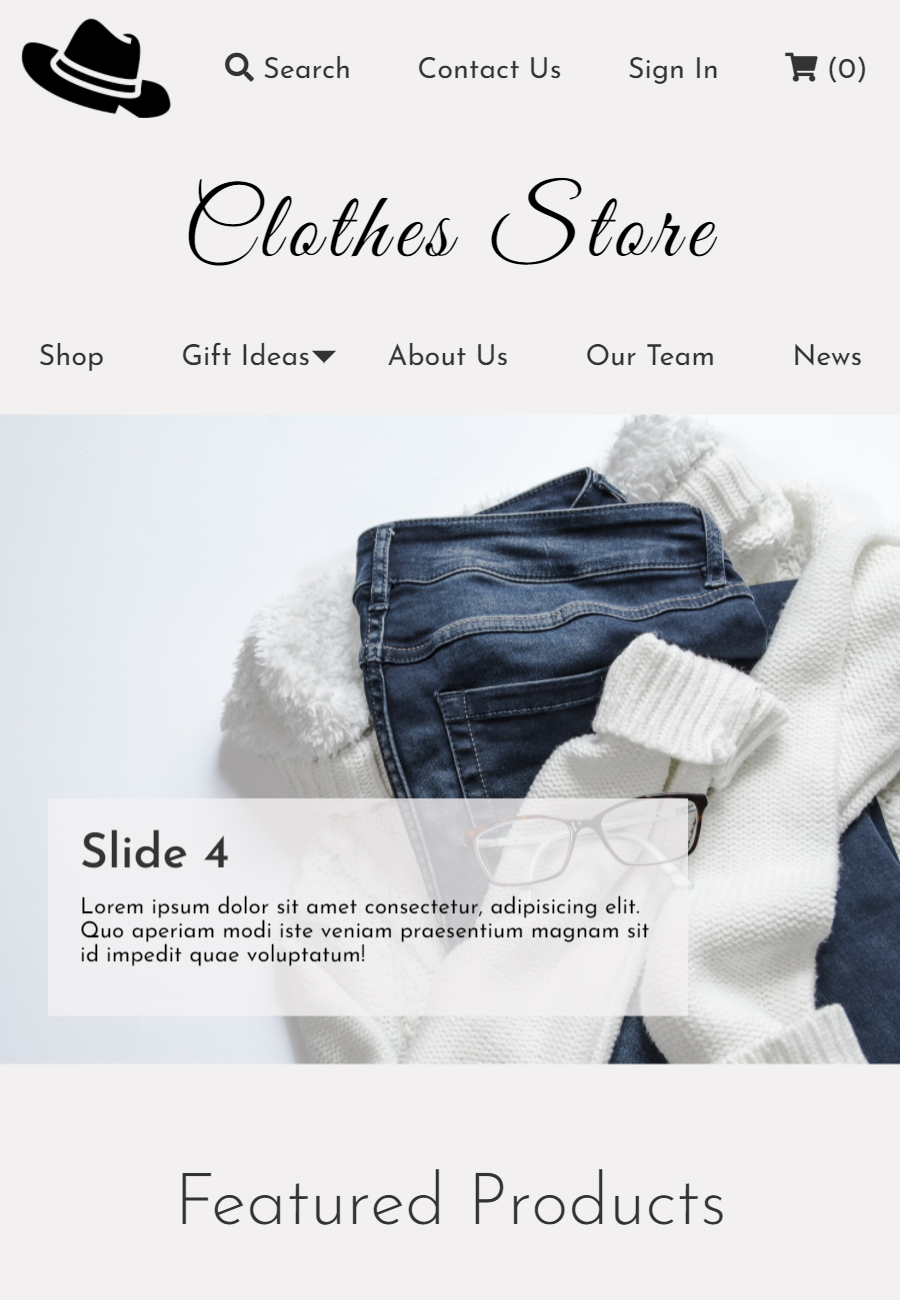 Search
Contact Us
Sign In
(0)
Clothes Store
Shop
Gift Ideas
About Us
Our Team
News
Slide 4
Lorem ipsum dolor sit amet consectetur, adipisicing elit.
Quo aperiam modi iste veniam praesentium magnam sit
id impedit quae voluptatum!
Featured Products